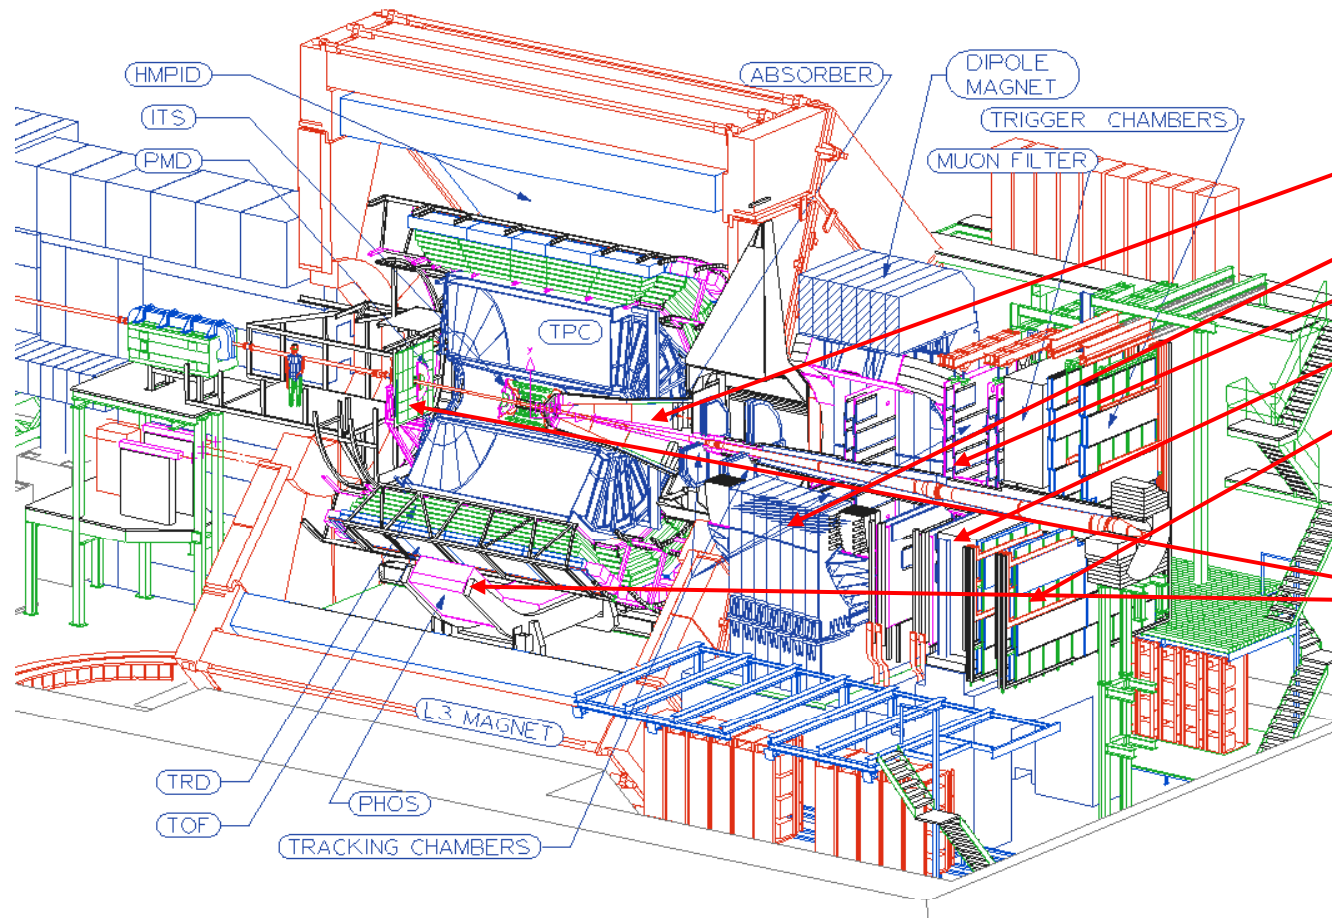 HMPID
ITS
PMD
ABSORBER
DIPOLE
MAGNET
TRIGGER CHAMBERS
MUON FILTER
TPC
L3 MAGNET
TRD
TOF
PHOS
TRACKING CHAMBERS